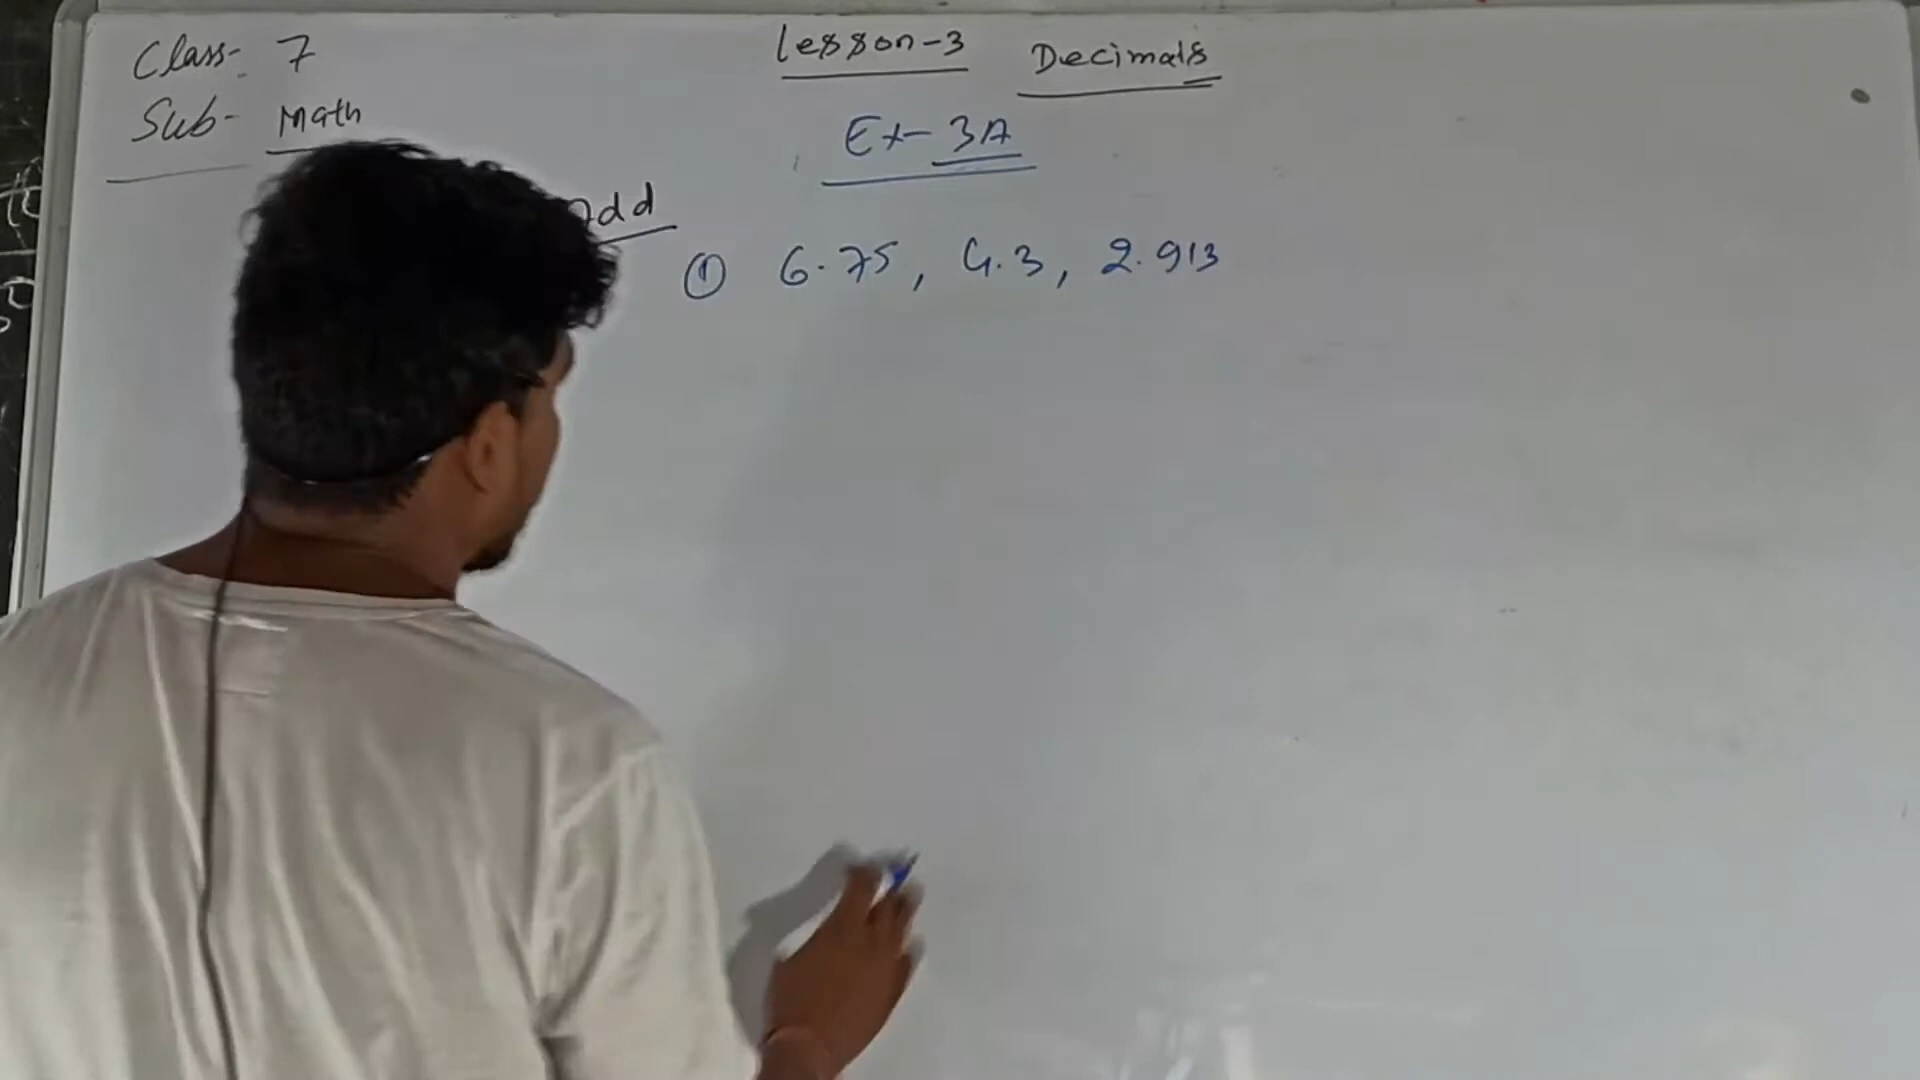 Class- 7
Sub- Math
Lesson-3 Decimals
Ex- 3A
Add
① 6.75, 4.3, 2.913